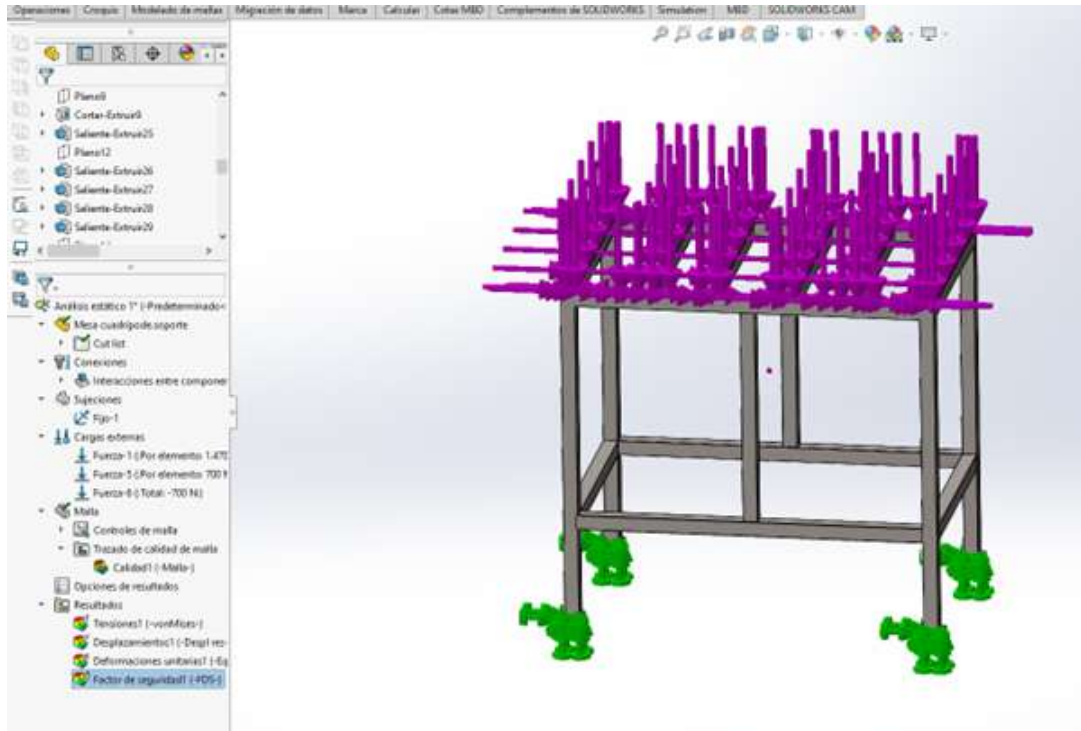 Operaciones Croquis Modelado de mallas Migración de datos Marca Calcular Cotas MBD Complementos de SOLIDWORKS Simulation MBD SOLIDWORKS CAM
Plano9
Cortar-Extruir9
Saliente-Extruir25
Plano12
Saliente-Extruir26
Saliente-Extruir27
Saliente-Extruir28
Saliente-Extruir29
Análisis estático 1* (-Predeterminado<
Mesa cuadrípode.soporte
Cut list
Conexiones
Interacciones entre componer
Sujeciones
Fijo-1
Cargas externas
Fuerza-1 (:Por elemento: 1.470
Fuerza-5 (:Por elemento: 700 N
Fuerza-6 (:Total: -700 N:)
Malla
Controles de malla
Trazado de calidad de malla
Calidad1 (-Malla-)
Opciones de resultados
Resultados
Tensiones1 (-vonMises-)
Desplazamientos1 (-Despl res-
Deformaciones unitarias1 (-Eq
Factor de seguridad1 (-FDS-)